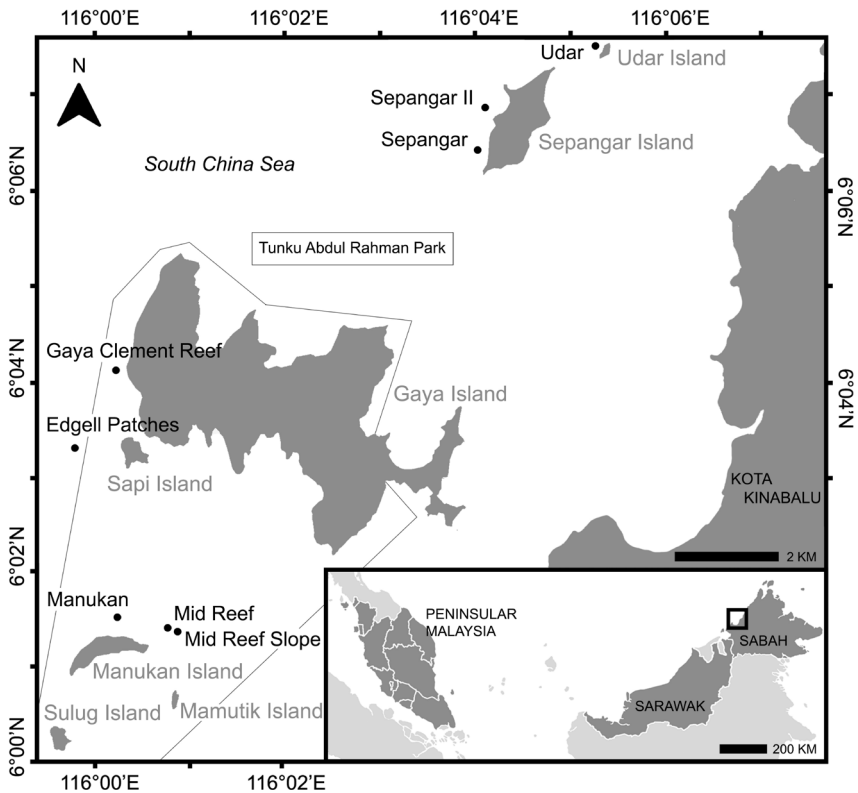 116°00′E
116°02′E
116°04′E
116°06′E
N
Udar
Udar Island
Sepangar II
Sepangar
Sepangar Island
South China Sea
6°06′N
6°06′N
Tunku Abdul Rahman Park
Gaya Clement Reef
6°04′N
6°04′N
Gaya Island
Edgell Patches
Sapi Island
KOTA
KINABALU
2 KM
6°02′N
Manukan
Mid Reef
Mid Reef Slope
Manukan Island
Sulug Island
Mamutik Island
PENINSULAR
MALAYSIA
SABAH
SARAWAK
200 KM
6°00′N
116°00′E
116°02′E